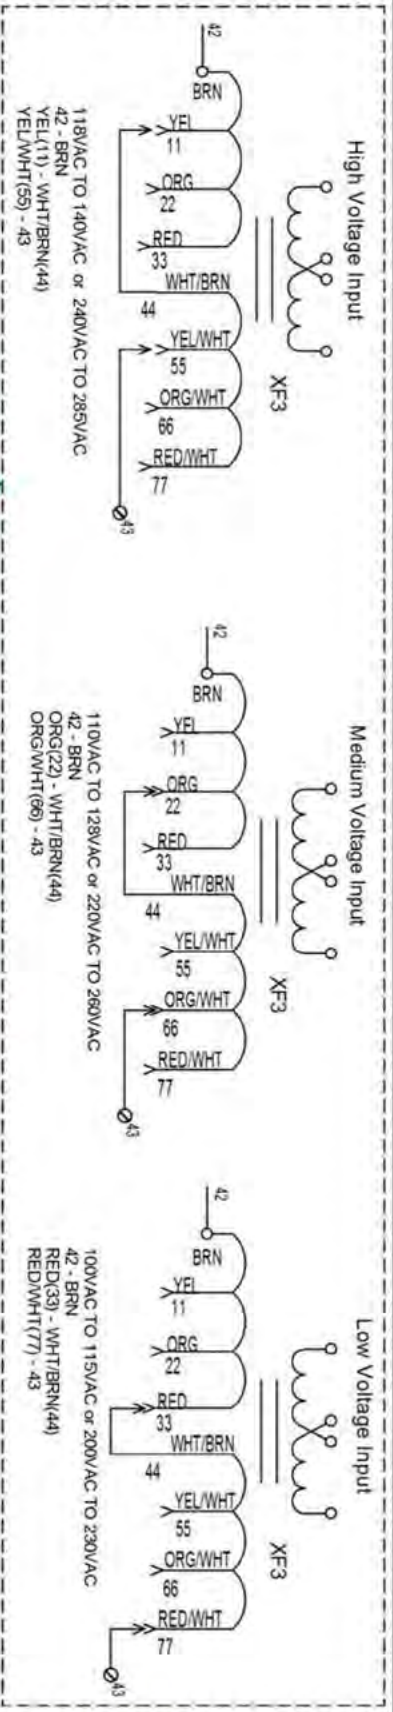 High Voltage Input
XF3
42
BRN
YEL
11
ORG
22
RED
33
WHT/BRN
44
YEL/WHT
55
ORG/WHT
66
RED/WHT
77
43
118VAC TO 140VAC or 240VAC TO 285VAC
42 - BRN
YEL(11) - WHT/BRN(44)
YEL/WHT(55) - 43
Medium Voltage Input
XF3
42
BRN
YEL
11
ORG
22
RED
33
WHT/BRN
44
YEL/WHT
55
ORG/WHT
66
RED/WHT
77
43
110VAC TO 128VAC or 220VAC TO 260VAC
42 - BRN
ORG(22) - WHT/BRN(44)
ORG/WHT(66) - 43
Low Voltage Input
XF3
42
BRN
YEL
11
ORG
22
RED
33
WHT/BRN
44
YEL/WHT
55
ORG/WHT
66
RED/WHT
77
43
100VAC TO 115VAC or 200VAC TO 230VAC
42 - BRN
RED(33) - WHT/BRN(44)
RED/WHT(77) - 43